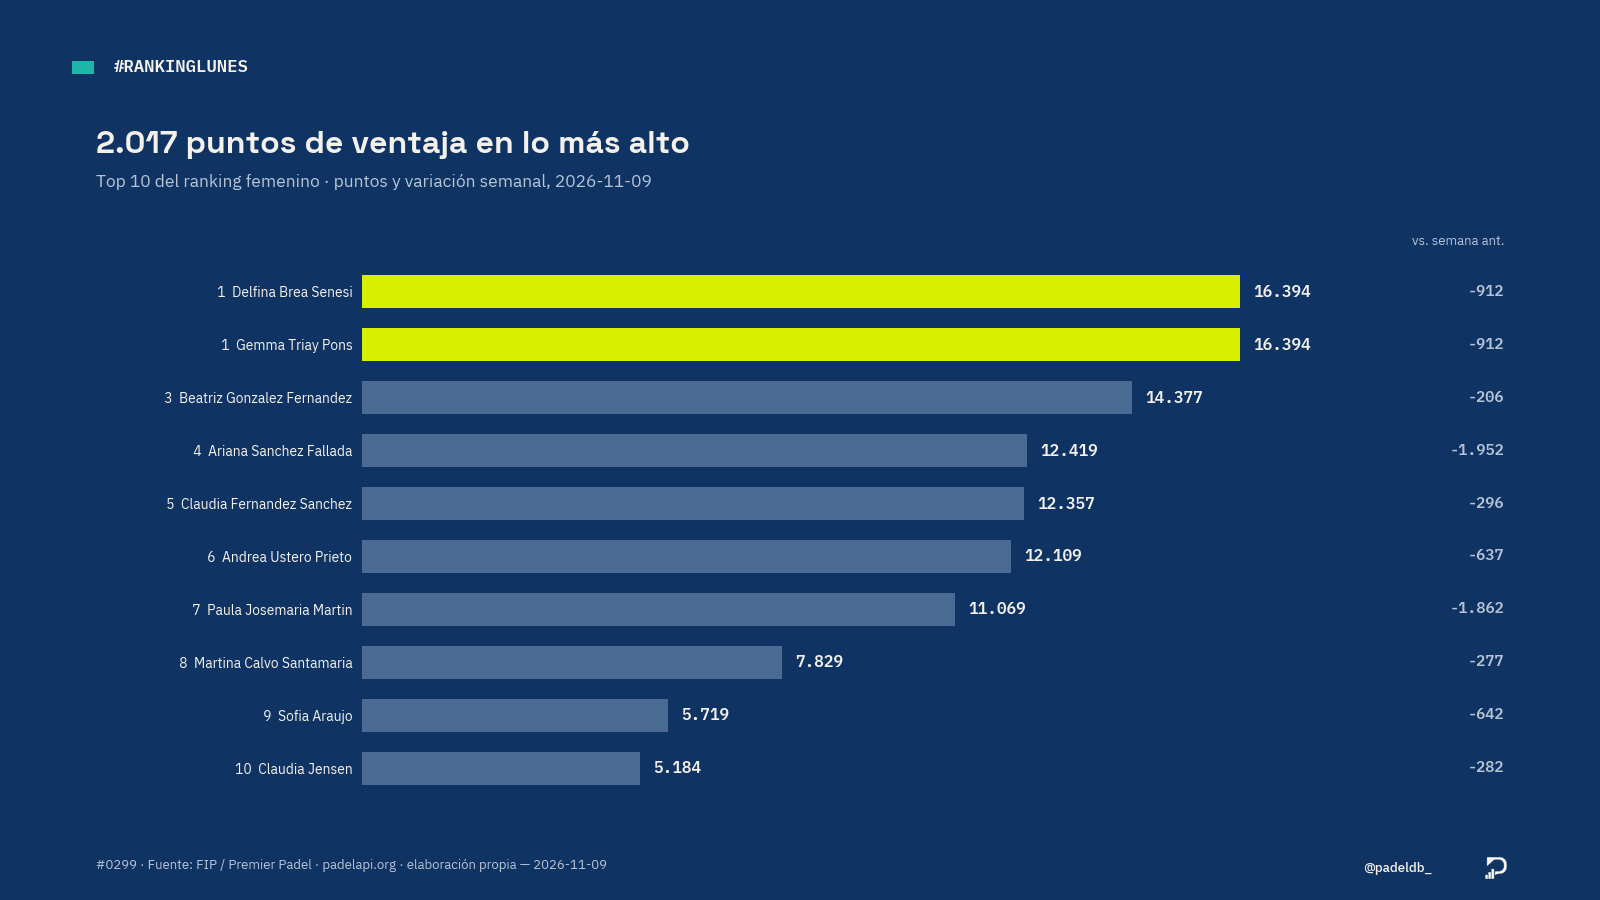 #RANKINGLUNES
2.017 puntos de ventaja en lo más alto
Top 10 del ranking femenino · puntos y variación semanal, 2026-11-09
vs. semana ant.
1 Delfina Brea Senesi 16.394 -912
1 Gemma Triay Pons 16.394 -912
3 Beatriz Gonzalez Fernandez 14.377 -206
4 Ariana Sanchez Fallada 12.419 -1.952
5 Claudia Fernandez Sanchez 12.357 -296
6 Andrea Ustero Prieto 12.109 -637
7 Paula Josemaria Martin 11.069 -1.862
8 Martina Calvo Santamaria 7.829 -277
9 Sofia Araujo 5.719 -642
10 Claudia Jensen 5.184 -282
#0299 · Fuente: FIP / Premier Padel · padelapi.org · elaboración propia — 2026-11-09
@padeldb_